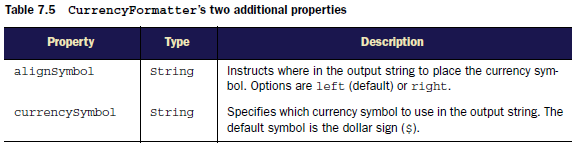 Table 7.5 CurrencyFormatter's two additional properties
Property Type Description
alignSymbol String Instructs where in the output string to place the currency sym-
bol. Options are left (default) or right.
currencySymbol String Specifies which currency symbol to use in the output string. The
default symbol is the dollar sign ($).